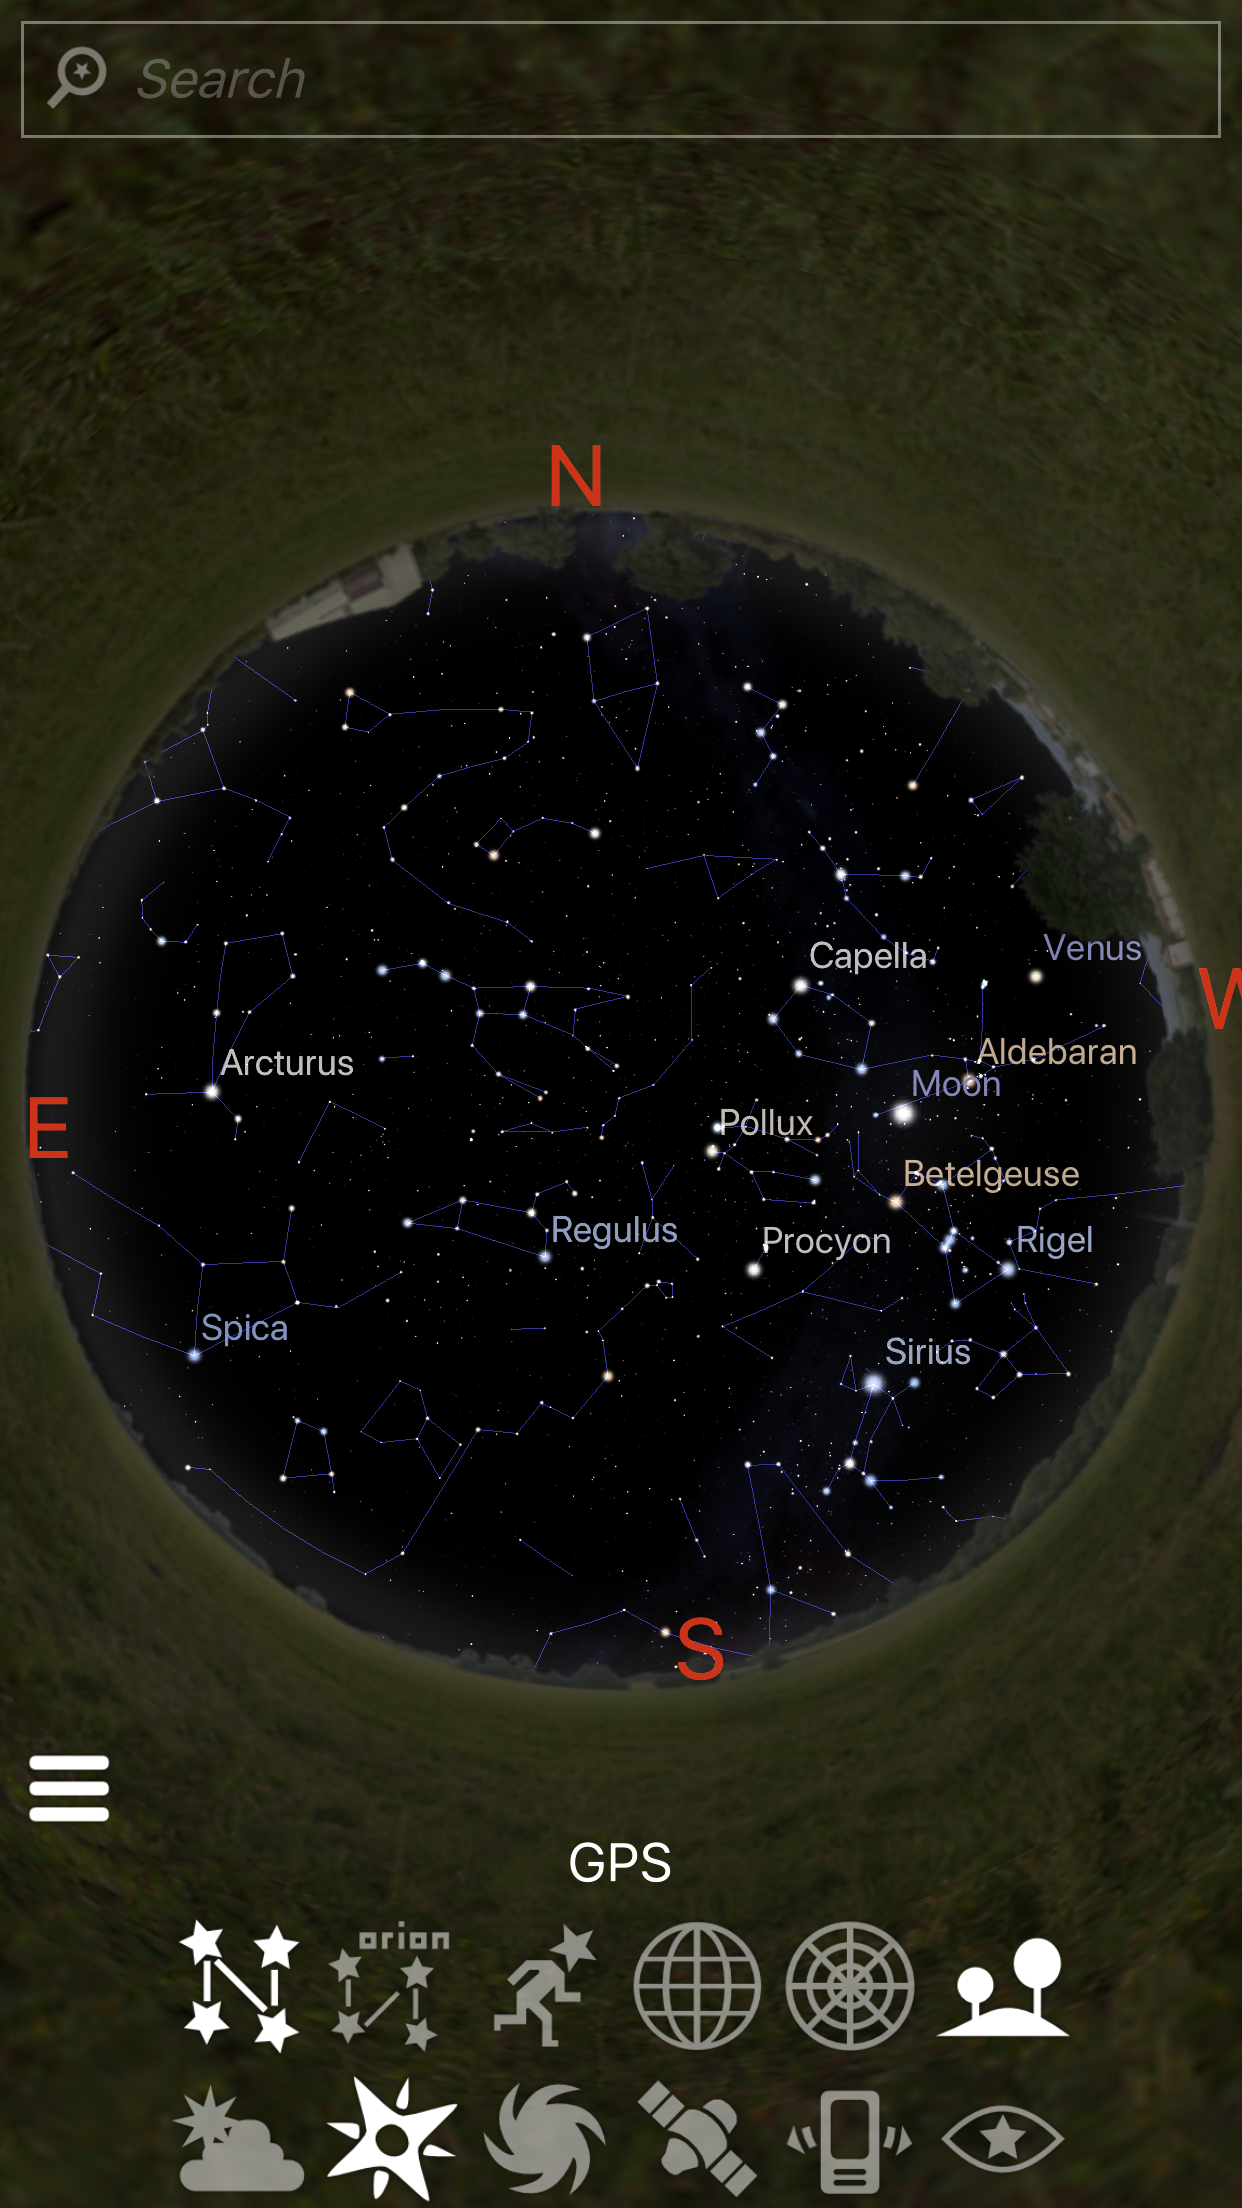 Search
N
Capella
Venus
W
Arcturus
Aldebaran
Moon
E
Pollux
Betelgeuse
Regulus
Procyon
Rigel
Spica
Sirius
S
GPS
orion